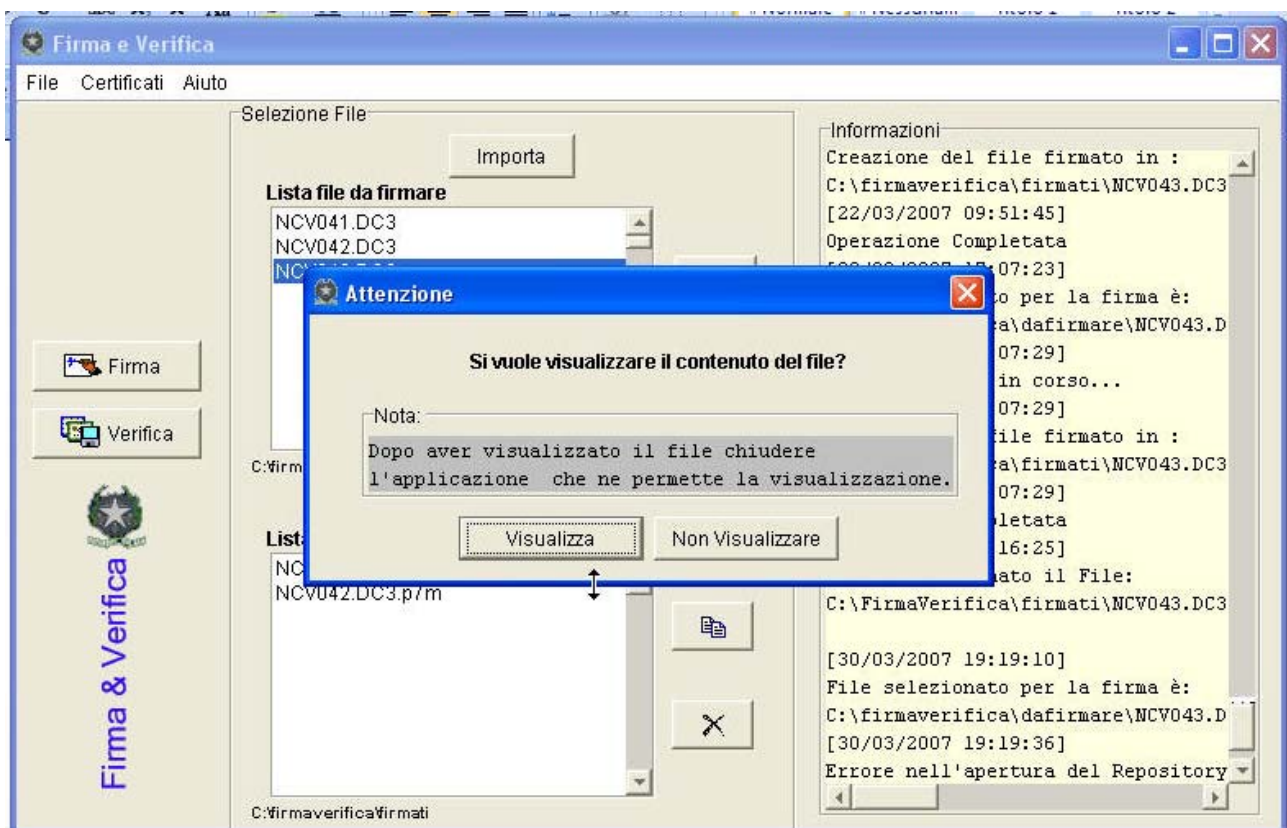 Firma e Verifica
File Certificati Aiuto
Selezione File
Importa
Lista file da firmare
NCV041.DC3
NCV042.DC3
Firma
Verifica
Firma & Verifica
Attenzione
Si vuole visualizzare il contenuto del file?
Nota:
Dopo aver visualizzato il file chiudere
l'applicazione che ne permette la visualizzazione.
Visualizza Non Visualizzare
NCV042.DC3.p7m
C:\firmaverifica\firmati
Informazioni
Creazione del file firmato in :
C:\firmaverifica\firmati\NCV043.DC3
[22/03/2007 09:51:45]
Operazione Completata
07:23]
o per la firma è:
a\dafirmare\NCV043.D
07:29]
in corso...
07:29]
file firmato in :
a\firmati\NCV043.DC3
07:29]
letata
16:25]
ato il File:
C:\FirmaVerifica\firmati\NCV043.DC3
[30/03/2007 19:19:10]
File selezionato per la firma è:
C:\firmaverifica\dafirmare\NCV043.D
[30/03/2007 19:19:36]
Errore nell'apertura del Repository